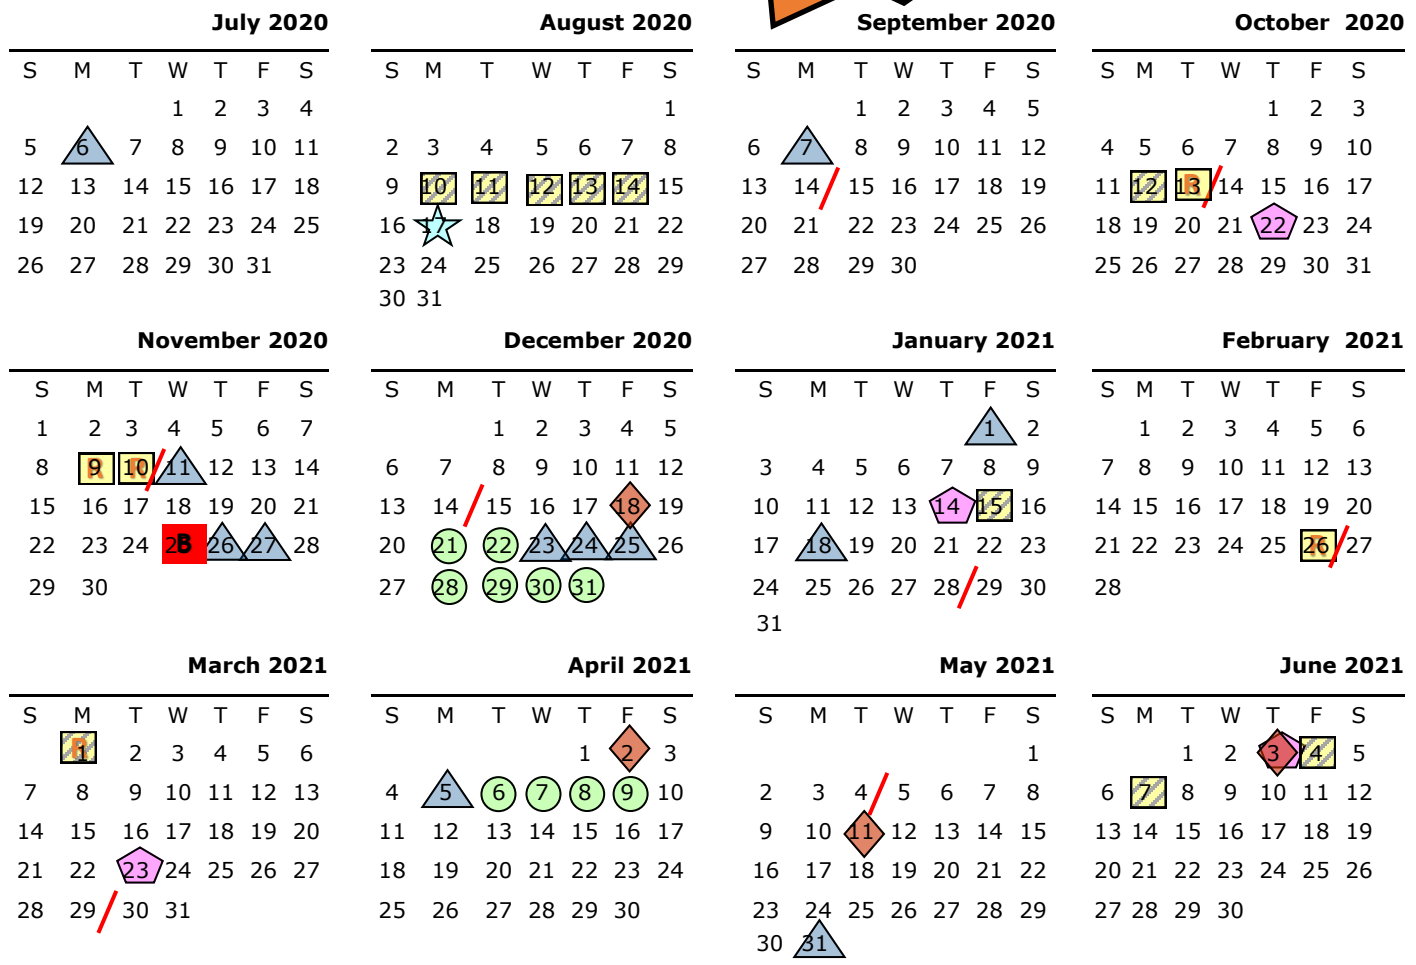 July 2020 August 2020 September 2020 October 2020
S M T W T F S S M T W T F S S M T W T F S S M T W T F S
1 2 3 4 1 1 2 3 4 5 1 2 3
5 6 7 8 9 10 11 2 3 4 5 6 7 8 6 7 8 9 10 11 12 4 5 6 7 8 9 10
12 13 14 15 16 17 18 9 10 11 12 13 14 15 13 14 15 16 17 18 19 11 12 R 13 14 15 16 17
19 20 21 22 23 24 25 16 17 18 19 20 21 22 20 21 22 23 24 25 26 18 19 20 21 22 23 24
26 27 28 29 30 31 23 24 25 26 27 28 29 27 28 29 30 25 26 27 28 29 30 31
30 31
November 2020 December 2020 January 2021 February 2021
S M T W T F S S M T W T F S S M T W T F S S M T W T F S
1 2 3 4 5 6 7 1 2 3 4 5 1 2 1 2 3 4 5 6
8 R 9 R 10 11 12 13 14 6 7 8 9 10 11 12 3 4 5 6 7 8 9 7 8 9 10 11 12 13
15 16 17 18 19 20 21 13 14 15 16 17 18 19 10 11 12 13 14 15 16 14 15 16 17 18 19 20
22 23 24 2 B 26 27 28 20 21 22 23 24 25 26 17 18 19 20 21 22 23 21 22 23 24 25 R 26 27
29 30 27 28 29 30 31 24 25 26 27 28 29 30 28
31
March 2021 April 2021 May 2021 June 2021
S M T W T F S S M T W T F S S M T W T F S S M T W T F S
R 1 2 3 4 5 6 1 2 3 1 1 2 3 4 5
7 8 9 10 11 12 13 4 5 6 7 8 9 10 2 3 4 5 6 7 8 6 7 8 9 10 11 12
14 15 16 17 18 19 20 11 12 13 14 15 16 17 9 10 11 12 13 14 15 13 14 15 16 17 18 19
21 22 23 24 25 26 27 18 19 20 21 22 23 24 16 17 18 19 20 21 22 20 21 22 23 24 25 26
28 29 30 31 25 26 27 28 29 30 23 24 25 26 27 28 29 27 28 29 30
30 31